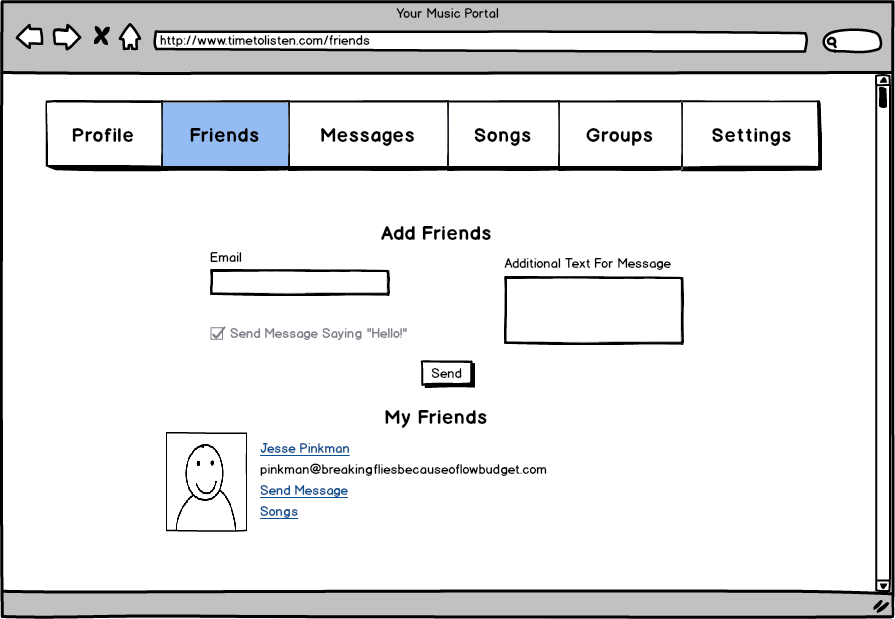 Your Music Portal
http://www.timetolisten.com/friends
Profile Friends Messages Songs Groups Settings
Add Friends
Email
Additional Text For Message
Send Message Saying "Hello!"
Send
My Friends
Jesse Pinkman
pinkman@breakingfliesbecauseoflowbudget.com
Send Message
Songs